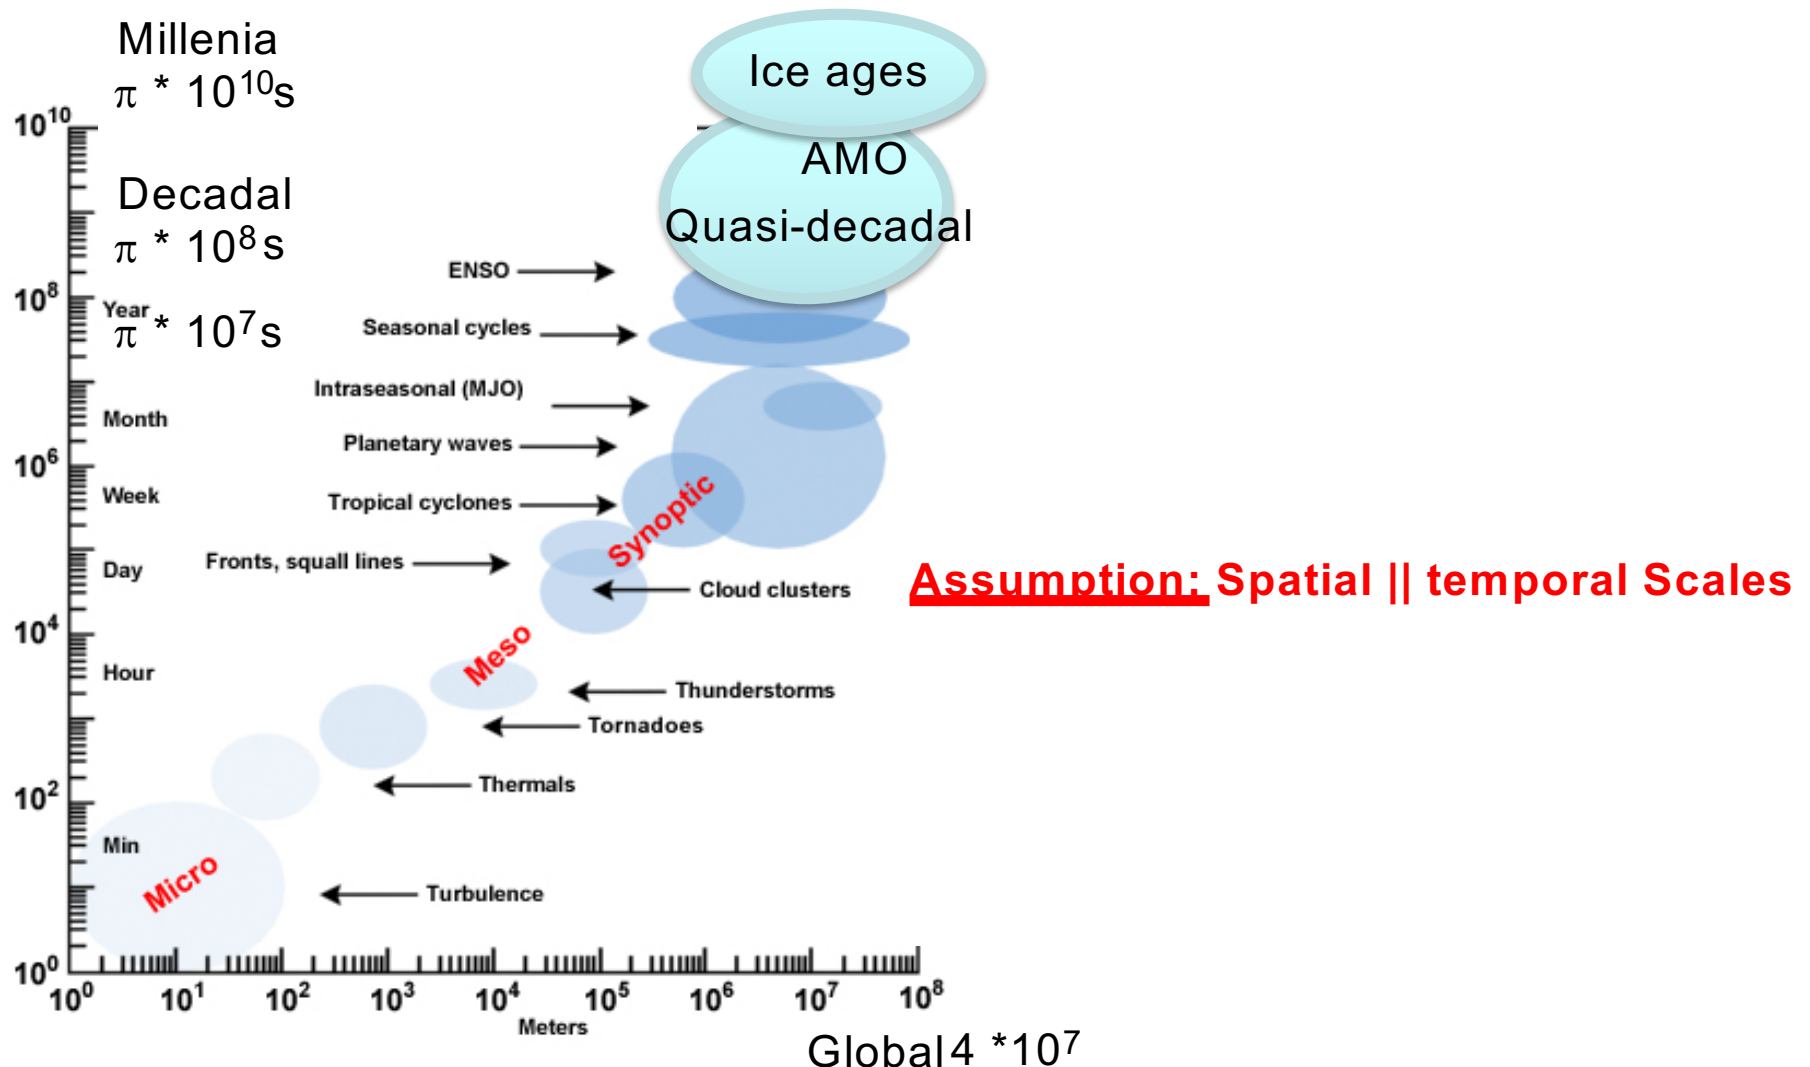 Millenia
π * 10¹⁰s
Ice ages
10¹⁰
AMO
Decadal
Quasi-decadal
π * 10⁸s
ENSO
10⁸
Year
π * 10⁷s
Seasonal cycles
Intraseasonal (MJO)
Month
Planetary waves
10⁶
Week
Synoptic
Tropical cyclones
Fronts, squall lines
Day
Assumption: Spatial || temporal Scales
Cloud clusters
10⁴
Meso
Hour
Thunderstorms
Tornadoes
Thermals
10²
Min
Micro
Turbulence
10⁰
10⁰ 10¹ 10² 10³ 10⁴ 10⁵ 10⁶ 10⁷ 10⁸
Meters
Global 4 *10⁷